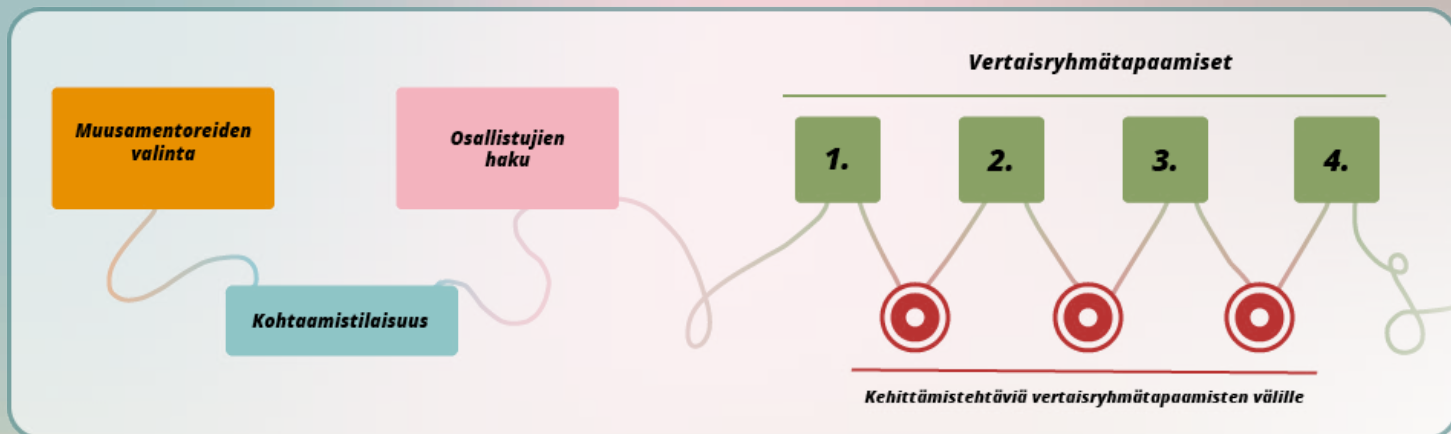 Muusamentoreiden
valinta
Kohtaamistilaisuus
Osallistujien
haku
Vertaisryhmätapaamiset
1.
2.
3.
4.
Kehittämistehtäviä vertaisryhmätapaamisten välille